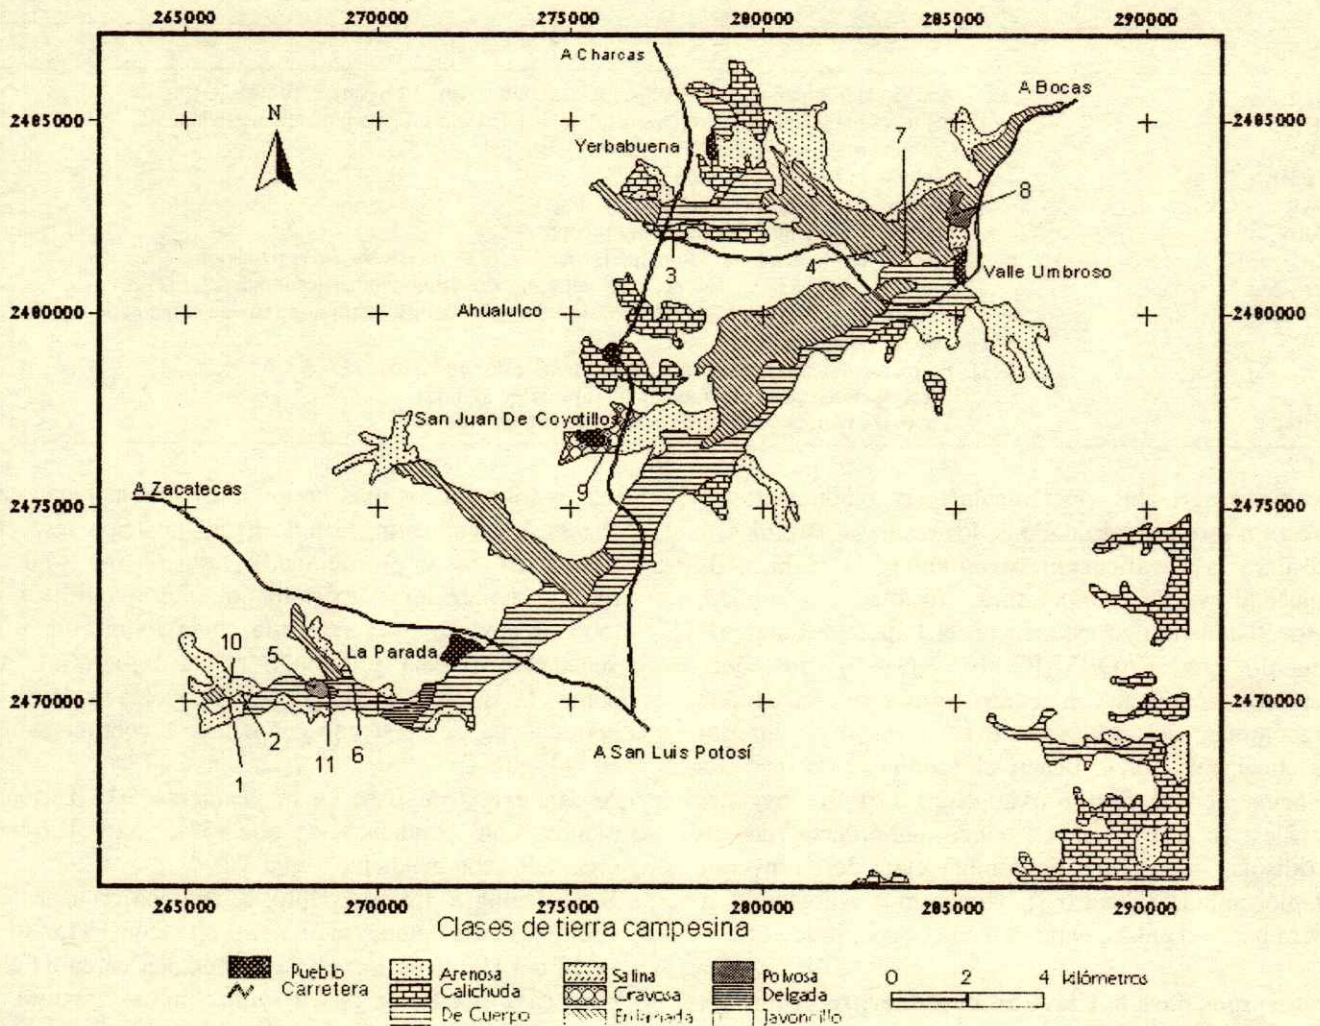 265000 270000 275000 280000 285000 290000
A Charcas
A Bocas
2485000 2485000
N
Yerbabuena
7
8
3
4
Valle Umbroso
2480000 2480000
Ahualulco
San Juan De Coyotillos
9
A Zacatecas
2475000 2475000
10
5
La Parada
2470000 2470000
2
6
1
11
A San Luis Potosí
265000 270000 275000 280000 285000 290000
Clases de tierra campesina
Pueblo Arenosa Salina Polvosa 0 2 4 kilómetros
Carretera Calichuda Gravosa Delgada
De Cuerpo Enlamada Javoncillo